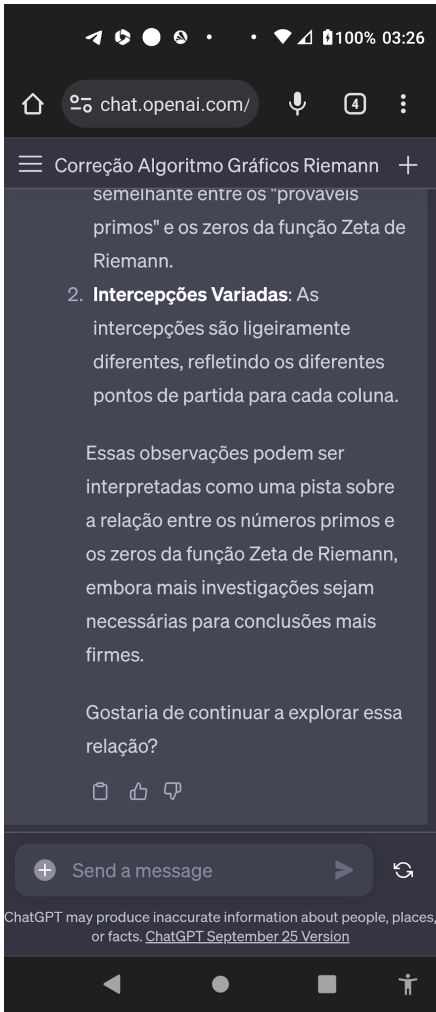 100% 03:26
chat.openai.com/
4
Correção Algoritmo Gráficos Riemann
semelhante entre os "prováveis
primos" e os zeros da função Zeta de
Riemann.
2. Intercepções Variadas: As
intercepções são ligeiramente
diferentes, refletindo os diferentes
pontos de partida para cada coluna.
Essas observações podem ser
interpretadas como uma pista sobre
a relação entre os números primos e
os zeros da função Zeta de Riemann,
embora mais investigações sejam
necessárias para conclusões mais
firmes.
Gostaria de continuar a explorar essa
relação?
Send a message
ChatGPT may produce inaccurate information about people, places,
or facts. ChatGPT September 25 Version